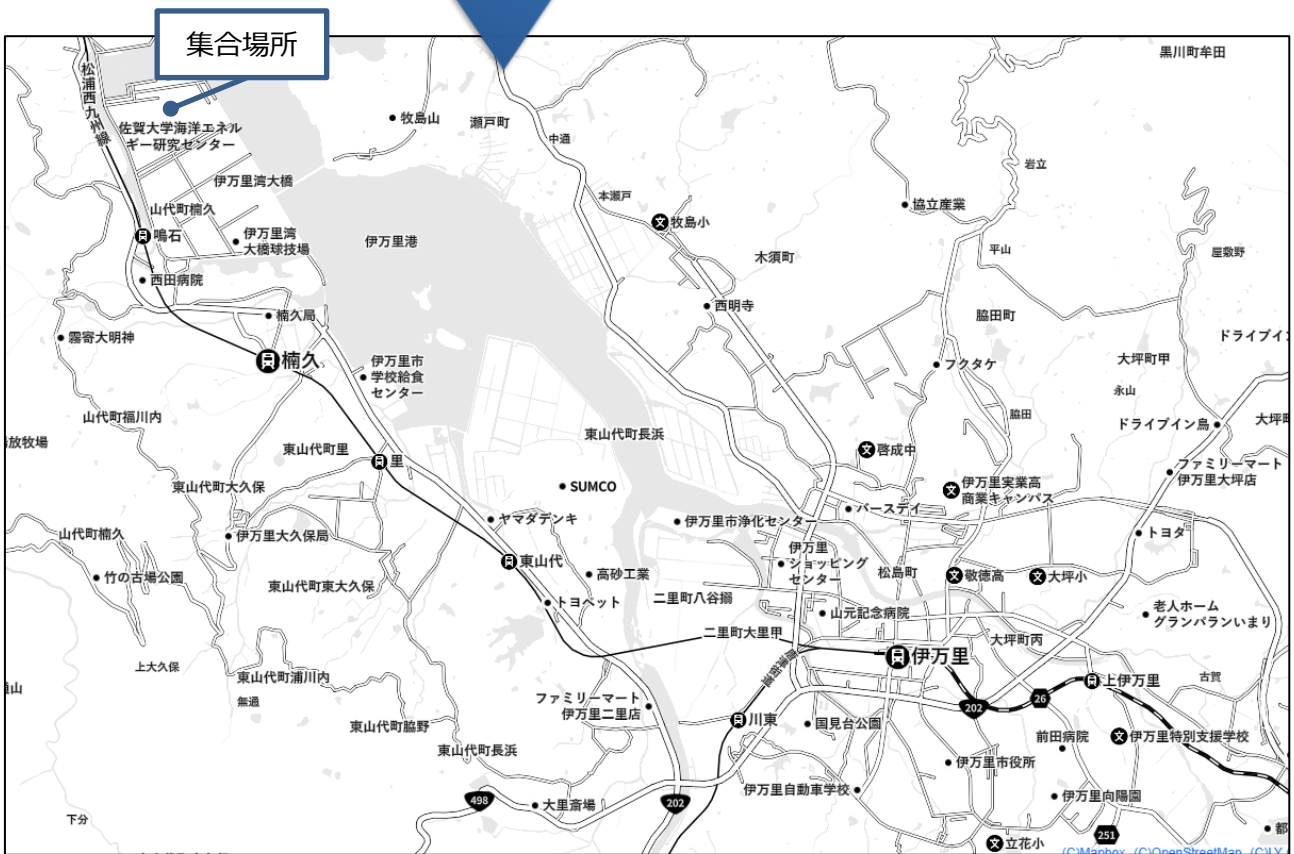 集合場所
黒川町牟田
松浦西九州線
佐賀大学海洋エネル
ギー研究センター
牧島山
瀬戸町
中通
岩立
伊万里湾大橋
本瀬戸
協立産業
山代町楠久
牧島小
鳴石
伊万里湾
大橋球技場
伊万里港
木須町
平山
屋敷野
西田病院
西明寺
楠久局
脇田町
霧寄大明神
ドライブイ
楠久
伊万里市
学校給食
センター
フクタケ
大坪町甲
永山
山代町福川内
脇田
ドライブイン鳥
大坪町
放牧場
東山代町里
東山代町長浜
啓成中
里
ファミリーマート
伊万里大坪店
東山代町大久保
SUMCO
伊万里実業高
商業キャンパス
バースデイ
山代町楠久
伊万里大久保局
ヤマダデンキ
伊万里市浄化センター
トヨタ
東山代
伊万里
ショッピング
センター
松島町
竹の古場公園
東山代町東大久保
高砂工業
敬徳高
大坪小
トヨペット
二里町八谷搦
山元記念病院
老人ホーム
グランパランいまり
二里町大里甲
大坪町丙
上大久保
東山代町浦川内
伊万里
唐津街道
上伊万里
古賀
山
無通
ファミリーマート
伊万里二里店
202
26
東山代町脇野
川東
国見台公園
前田病院
伊万里特別支援学校
東山代町長浜
伊万里市役所
伊万里自動車学校
伊万里向陽園
498
大里斎場
202
下分
251
都
立花小
(C)Mapbox (C)OpenStreetMap (C)LY